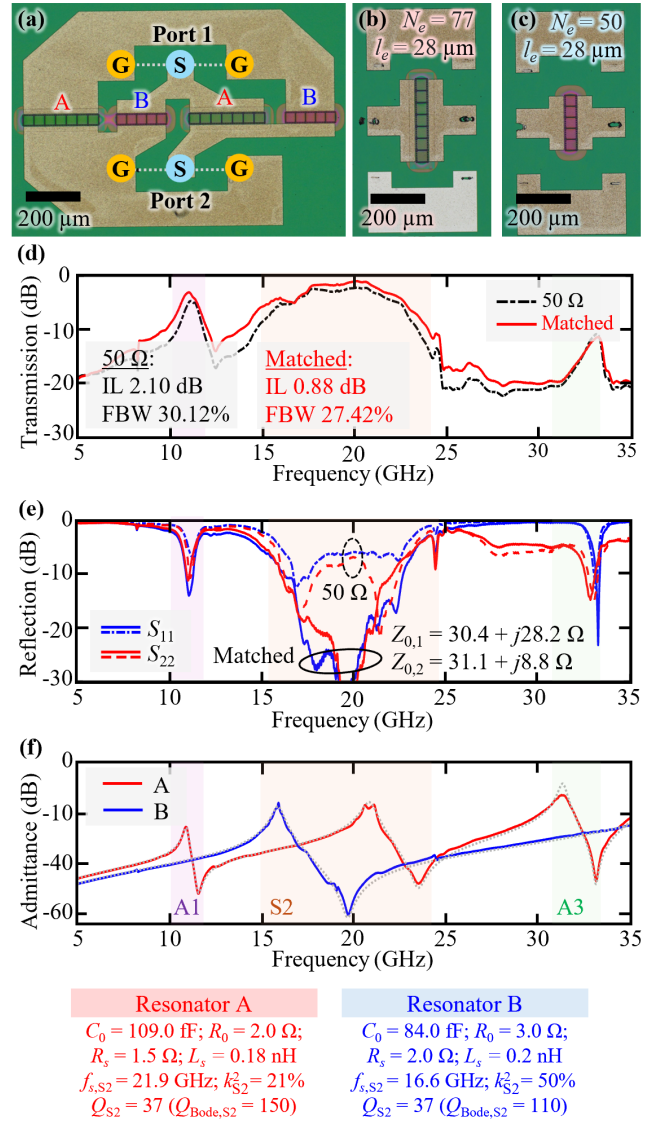 (a)
Port 1
G S G
A B A B
G S G
Port 2
200 µm
(b)
Nₑ = 77
lₑ = 28 µm
200 µm
(c)
Nₑ = 50
lₑ = 28 µm
200 µm
(d)
Transmission (dB)
0
-10
-20
-30
50 Ω
Matched
50 Ω:
IL 2.10 dB
FBW 30.12%
Matched:
IL 0.88 dB
FBW 27.42%
5 10 15 20 25 30 35
Frequency (GHz)
(e)
Reflection (dB)
0
-10
-20
-30
S₁₁
S₂₂
50 Ω
Matched
Z₀,₁ = 30.4 + j28.2 Ω
Z₀,₂ = 31.1 + j8.8 Ω
5 10 15 20 25 30 35
Frequency (GHz)
(f)
Admittance (dB)
0
-10
-40
-60
A
B
A1
S2
A3
5 10 15 20 25 30 35
Frequency (GHz)
Resonator A
C₀ = 109.0 fF; R₀ = 2.0 Ω;
Rₛ = 1.5 Ω; Lₛ = 0.18 nH
fₛ,S2 = 21.9 GHz; k²S2 = 21%
QS2 = 37 (QBode,S2 = 150)
Resonator B
C₀ = 84.0 fF; R₀ = 3.0 Ω;
Rₛ = 2.0 Ω; Lₛ = 0.2 nH
fₛ,S2 = 16.6 GHz; k²S2 = 50%
QS2 = 37 (QBode,S2 = 110)